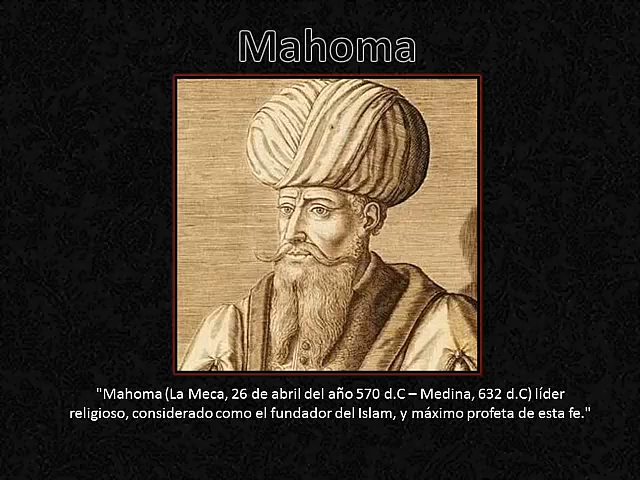 Mahoma
"Mahoma (La Meca, 26 de abril del año 570 d.C – Medina, 632 d.C) líder
religioso, considerado como el fundador del Islam, y máximo profeta de esta fe."